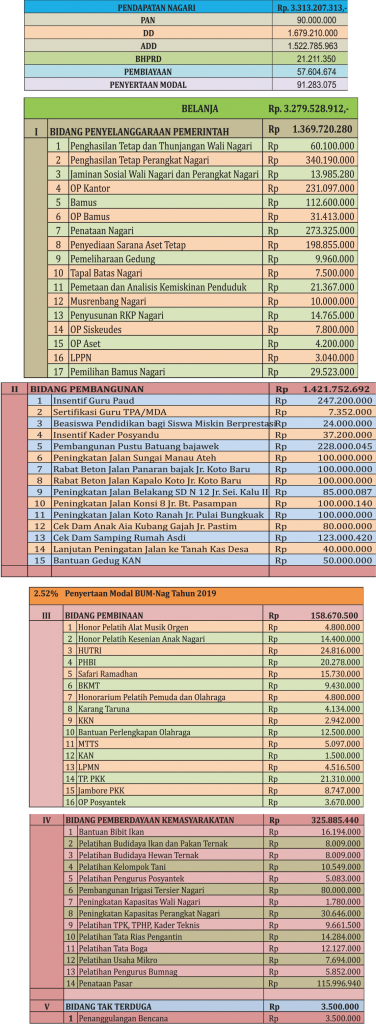 PENDAPATAN NAGARI Rp. 3.313.207.313,-
PAN 90.000.000
DD 1.679.210.000
ADD 1.522.785.963
BHPRD 21.211.350
PEMBIAYAAN 57.604.674
PENYERTAAN MODAL 91.283.075
BELANJA Rp. 3.279.528.912,-
I BIDANG PENYELANGGARAAN PEMERINTAH Rp 1.369.720.280
1 Penghasilan Tetap dan Thunjangan Wali Nagari Rp 60.100.000
2 Penghasilan Tetap Perangkat Nagari Rp 340.190.000
3 Jaminan Sosial Wali Nagari dan Perangkat Nagari Rp 13.985.280
4 OP Kantor Rp 231.097.000
5 Bamus Rp 112.600.000
6 OP Bamus Rp 31.413.000
7 Penataan Nagari Rp 273.325.000
8 Penyediaan Sarana Aset Tetap Rp 198.855.000
9 Pemeliharaan Gedung Rp 9.960.000
10 Tapal Batas Nagari Rp 7.500.000
11 Pemetaan dan Analisis Kemiskinan Penduduk Rp 21.367.000
12 Musrenbang Nagari Rp 10.000.000
13 Penyusunan RKP Nagari Rp 14.765.000
14 OP Siskeudes Rp 7.800.000
15 OP Aset Rp 4.200.000
16 LPPN Rp 3.040.000
17 Pemilihan Bamus Nagari Rp 29.523.000
II BIDANG PEMBANGUNAN Rp 1.421.752.692
1 Insentif Guru Paud Rp 247.200.000
2 Sertifikasi Guru TPA/MDA Rp 7.352.000
3 Beasiswa Pendidikan bagi Siswa Miskin Berprestasi Rp 24.000.000
4 Insentif Kader Posyandu Rp 37.200.000
5 Pembangunan Pustu Batuang bajawek Rp 228.000.045
6 Peningkatan Jalan Sungai Manau Ateh Rp 100.000.000
7 Rabat Beton Jalan Panaran bajak Jr. Koto Baru Rp 100.000.000
8 Rabat Beton Jalan Kapalo Koto Jr. Koto Baru Rp 100.000.000
9 Peningkatan Jalan Belakang SD N 12 Jr. Sei. Kalu II Rp 85.000.087
10 Peningkatan Jalan Konsi 8 Jr. Bt. Pasampan Rp 100.000.140
11 Peningkatan Jalan Koto Ranah Jr. Pulai Bungkuak Rp 100.000.000
12 Cek Dam Anak Aia Kubang Gajah Jr. Pastim Rp 80.000.000
13 Cek Dam Samping Rumah Asdi Rp 123.000.420
14 Lanjutan Peningatan Jalan ke Tanah Kas Desa Rp 40.000.000
15 Bantuan Gedug KAN Rp 50.000.000
2.52% Penyertaan Modal BUM-Nag Tahun 2019
III BIDANG PEMBINAAN Rp 158.670.500
1 Honor Pelatih Alat Musik Orgen Rp 4.800.000
2 Honor Pelatih Kesenian Anak Nagari Rp 14.400.000
3 HUTRI Rp 24.816.000
4 PHBI Rp 20.278.000
5 Safari Ramadhan Rp 15.730.000
6 BKMT Rp 9.430.000
7 Honorarium Pelatih Pemuda dan Olahraga Rp 4.800.000
8 Karang Taruna Rp 4.134.000
9 KKN Rp 2.942.000
10 Bantuan Perlengkapan Olahraga Rp 12.500.000
11 MTTS Rp 5.097.000
12 KAN Rp 1.500.000
13 LPMN Rp 4.516.500
14 TP. PKK Rp 21.310.000
15 Jambore PKK Rp 8.747.000
16 OP Posyantek Rp 3.670.000
IV BIDANG PEMBERDAYAAN KEMASYARAKATAN Rp 325.885.440
1 Bantuan Bibit Ikan Rp 16.194.000
2 Pelatihan Budidaya Ikan dan Pakan Ternak Rp 8.009.000
3 Pelatihan Budidaya Hewan Ternak Rp 8.009.000
4 Pelatihan Kelompok Tani Rp 10.549.000
5 Pelatihan Pengurus Posyantek Rp 5.083.000
6 Pembangunan Irigasi Tersier Nagari Rp 80.000.000
7 Peningkatan Kapasitas Wali Nagari Rp 1.780.000
8 Peningkatan Kapasitas Perangkat Nagari Rp 30.646.000
9 Pelatihan TPK, TPHP, Kader Teknis Rp 9.661.500
10 Pelatihan Tata Rias Pengantin Rp 14.284.000
11 Pelatihan Tata Boga Rp 12.127.000
12 Pelatihan Usaha Mikro Rp 7.694.000
13 Pelatihan Pengurus Bumnag Rp 5.852.000
14 Penataan Pasar Rp 115.996.940
V BIDANG TAK TERDUGA Rp 3.500.000
1 Penanggulangan Bencana Rp 3.500.000